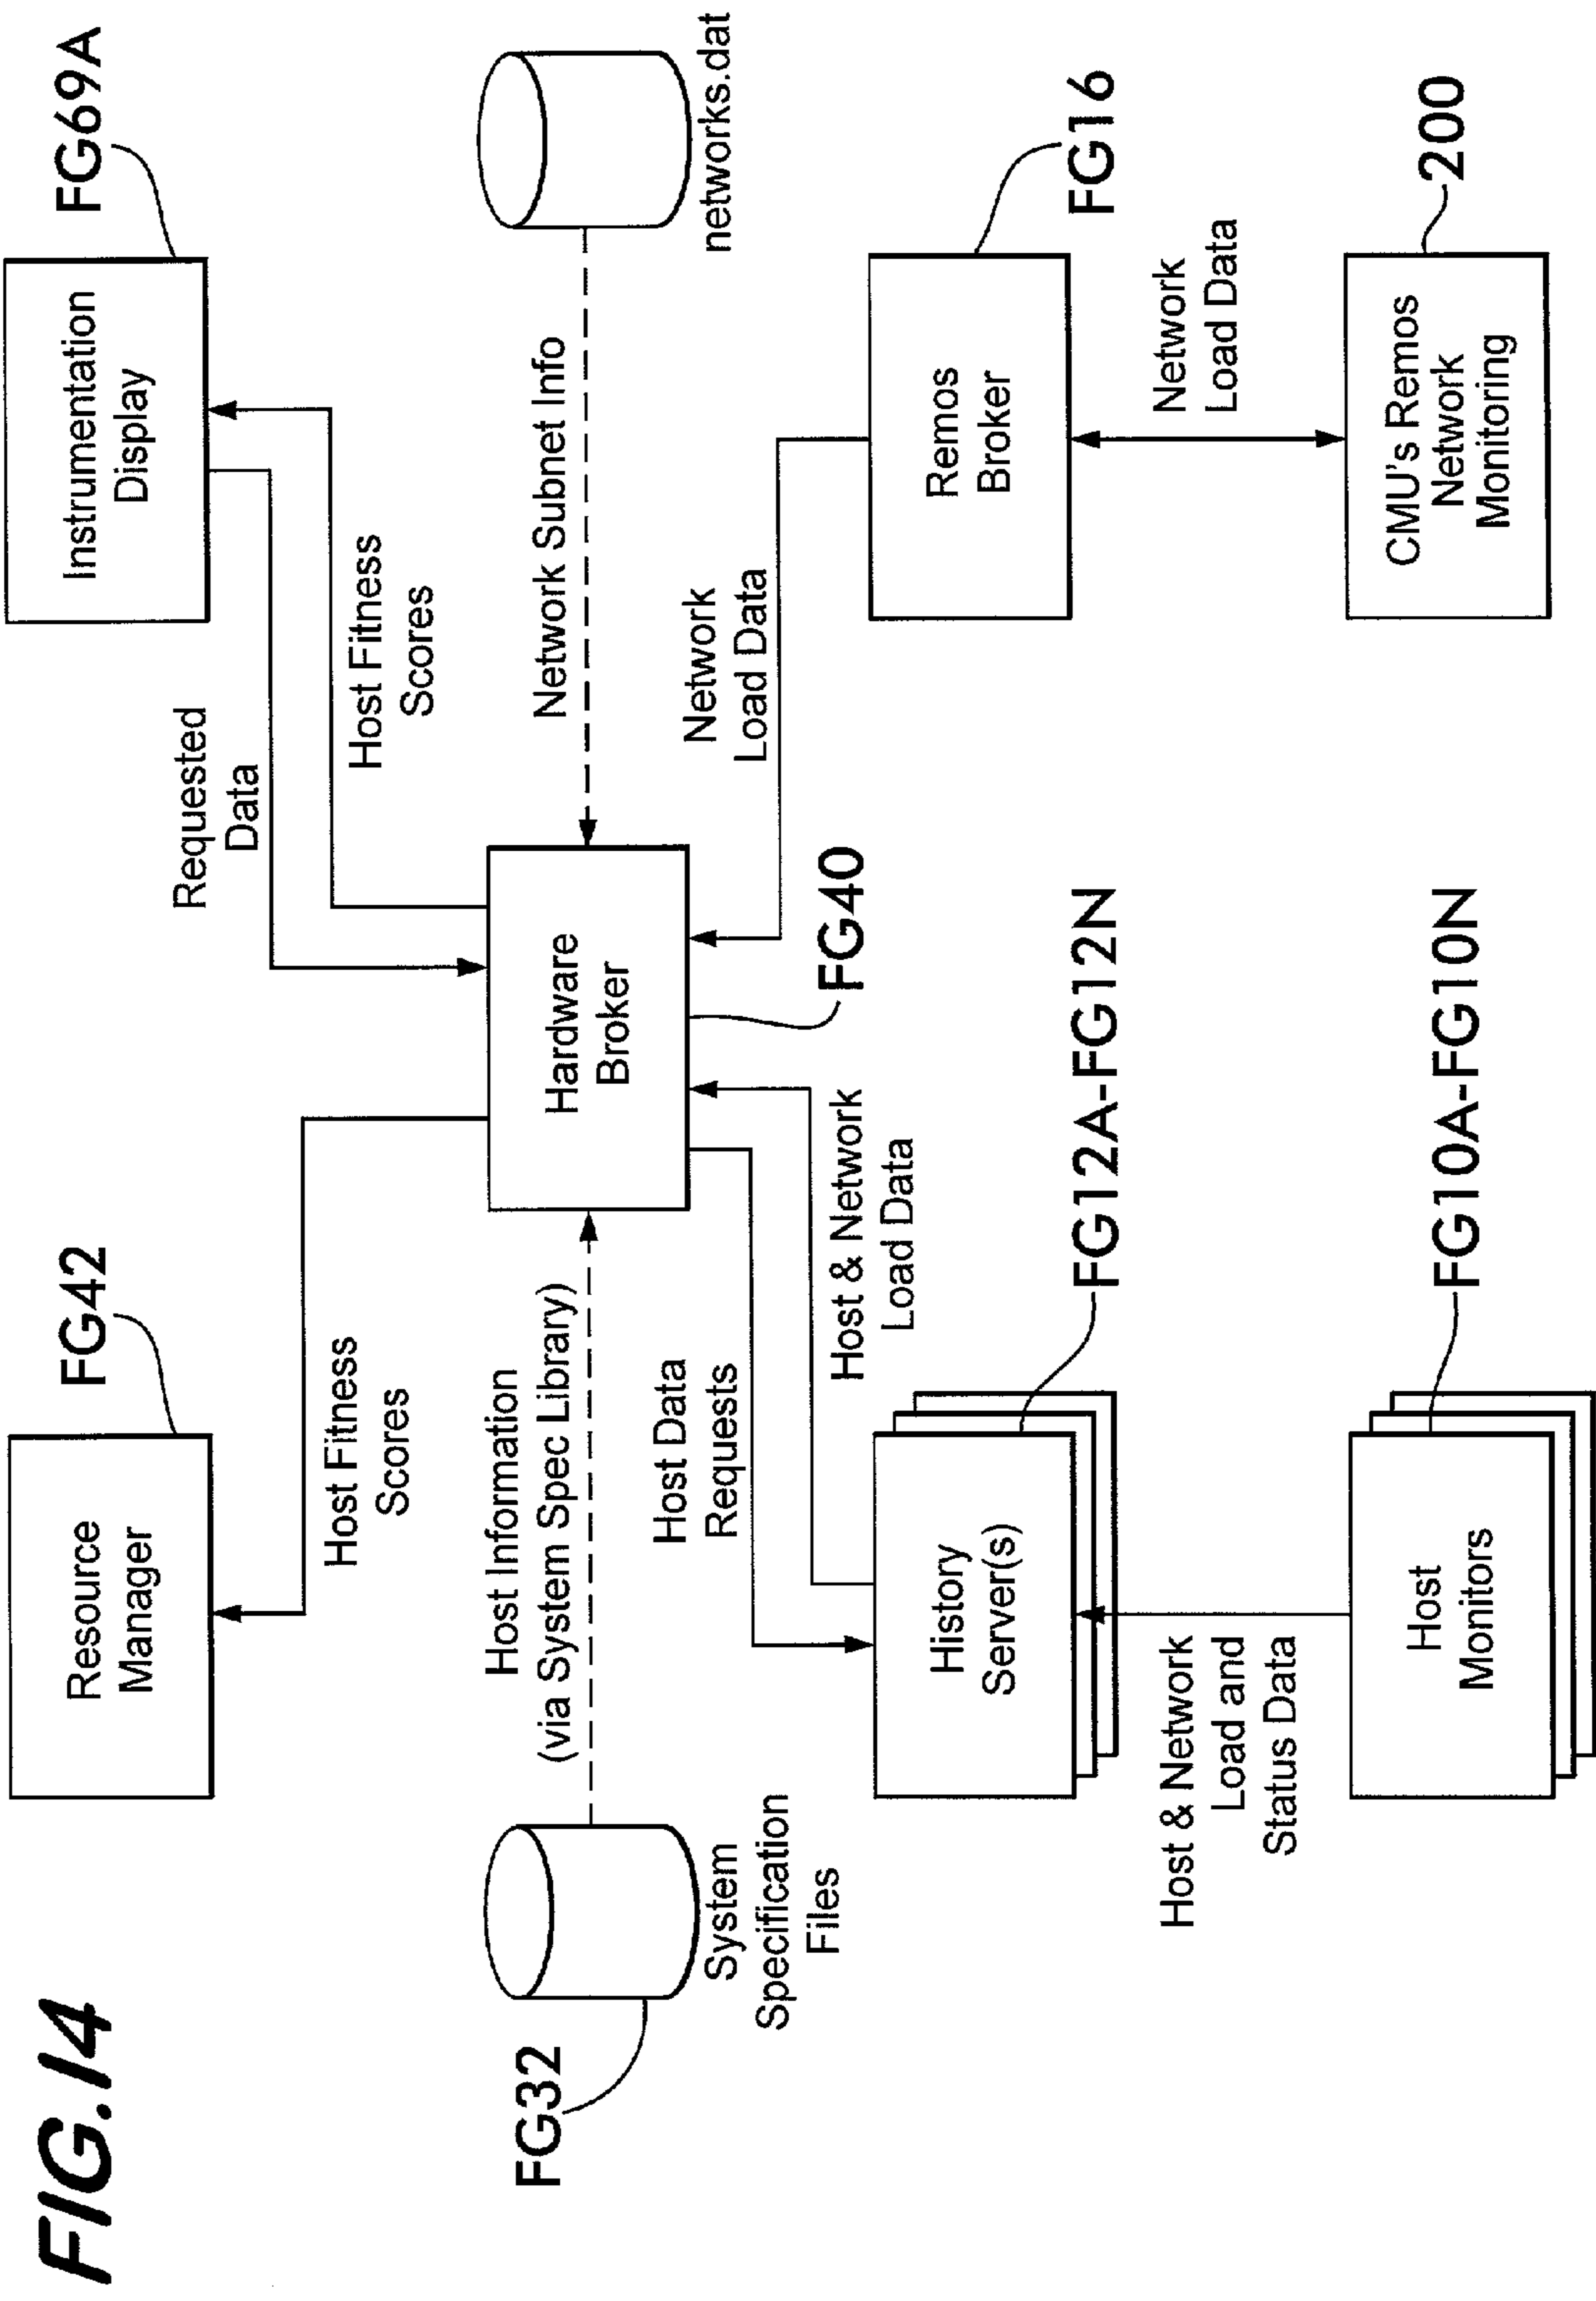 FIG.14
FG42
Resource
Manager
FG69A
Instrumentation
Display
Requested
Data
Host Fitness
Scores
Host Fitness
Scores
Host Information
(via System Spec Library)
Network Subnet Info
FG32
System
Specification
Files
Hardware
Broker
networks.dat
Host Data
Requests
Network
Load Data
FG40
Host & Network
Load Data
History
Server(s)
Remos
Broker
FG12A-FG12N
FG16
Host & Network
Load and
Status Data
Network
Load Data
Host
Monitors
FG10A-FG10N
CMU's Remos
Network
Monitoring
200